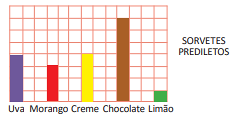 SORVETES
PREDILETOS
Uva Morango Creme Chocolate Limão